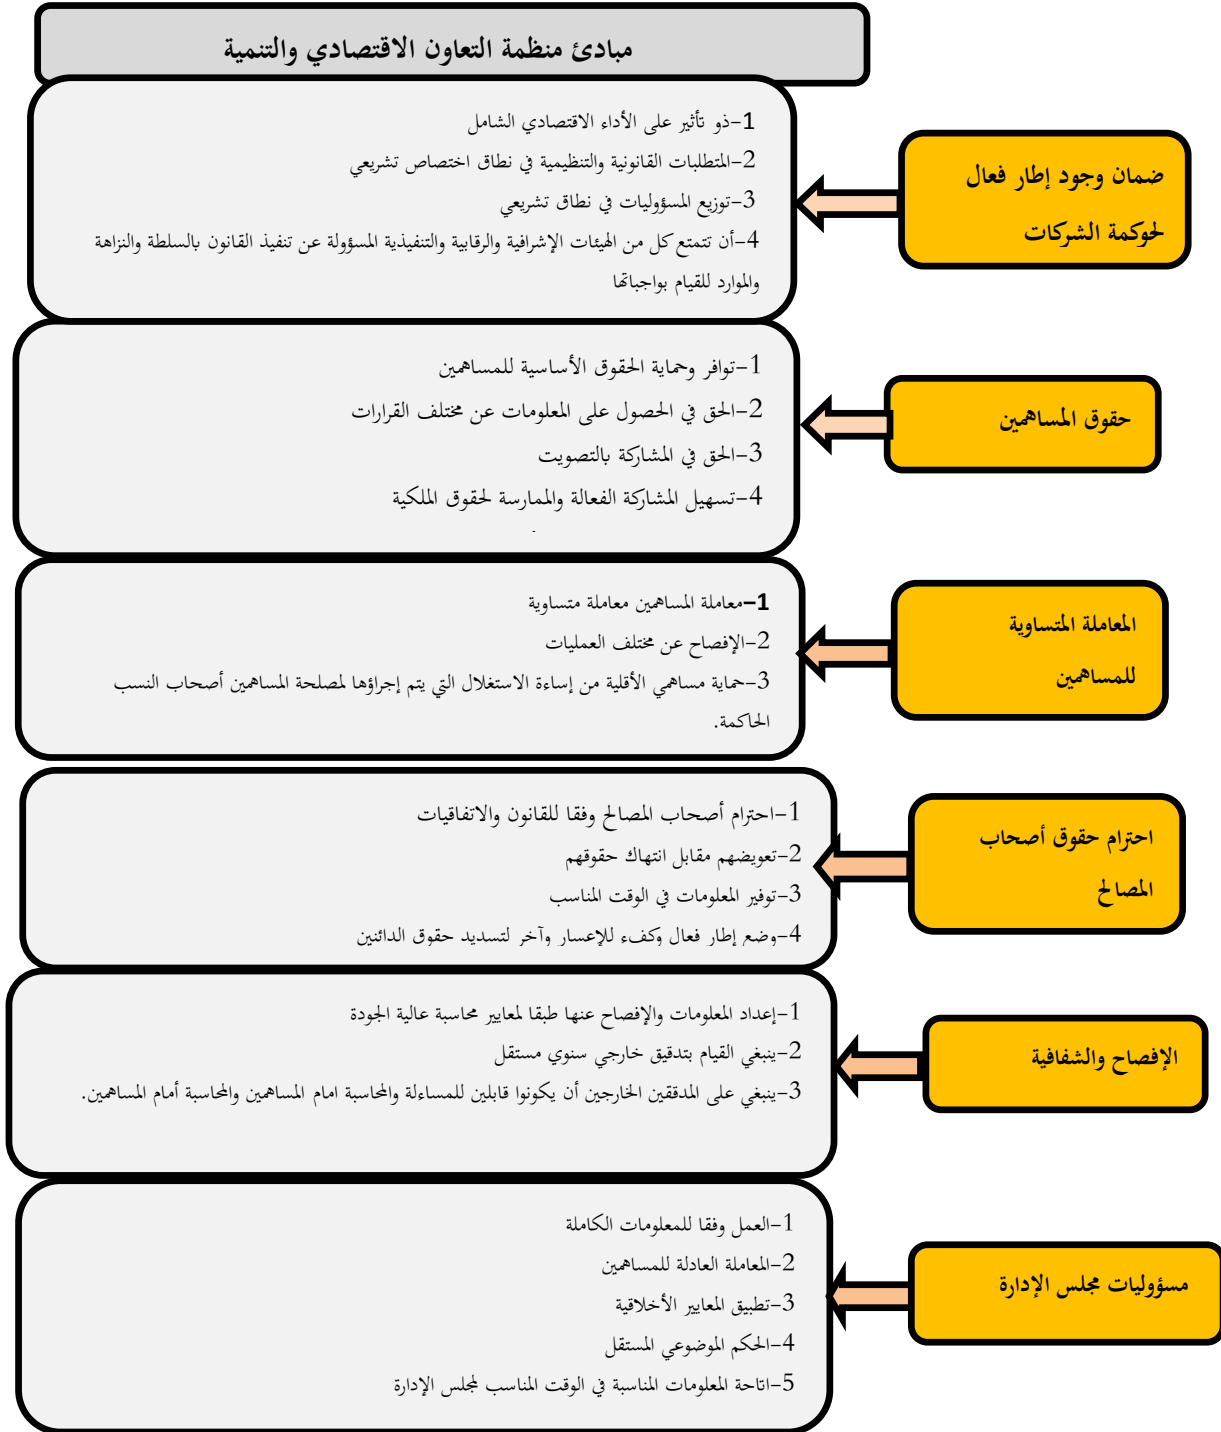 مبادئ منظمة التعاون الاقتصادي والتنمية
ضمان وجود إطار فعال
لحوكمة الشركات
1-ذو تأثير على الأداء الاقتصادي الشامل
2-المتطلبات القانونية والتنظيمية في نطاق اختصاص تشريعي
3-توزيع المسؤوليات في نطاق تشريعي
4-أن تتمتع كل من الهيئات الإشرافية والرقابية والتنفيذية المسؤولة عن تنفيذ القانون بالسلطة والنزاهة
والموارد للقيام بواجباتها
حقوق المساهمين
1-توافر وحماية الحقوق الأساسية للمساهمين
2-الحق في الحصول على المعلومات عن مختلف القرارات
3-الحق في المشاركة بالتصويت
4-تسهيل المشاركة الفعالة والممارسة لحقوق الملكية
المعاملة المتساوية
للمساهمين
1-معاملة المساهمين معاملة متساوية
2-الإفصاح عن مختلف العمليات
3-حماية مساهمي الأقلية من إساءة الاستغلال التي يتم إجراؤها لمصلحة المساهمين أصحاب النسب
الحاكمة.
احترام حقوق أصحاب
المصالح
1-احترام أصحاب المصالح وفقا للقانون والاتفاقيات
2-تعويضهم مقابل انتهاك حقوقهم
3-توفير المعلومات في الوقت المناسب
4-وضع إطار فعال وكفء للإعسار وآخر لتسديد حقوق الدائنين
الإفصاح والشفافية
1-إعداد المعلومات والإفصاح عنها طبقا لمعايير محاسبة عالية الجودة
2-ينبغي القيام بتدقيق خارجي سنوي مستقل
3-ينبغي على المدققين الخارجين أن يكونوا قابلين للمساءلة والمحاسبة امام المساهمين والمحاسبة أمام المساهمين.
مسؤوليات مجلس الإدارة
1-العمل وفقا للمعلومات الكاملة
2-المعاملة العادلة للمساهمين
3-تطبيق المعايير الأخلاقية
4-الحكم الموضوعي المستقل
5-اتاحة المعلومات المناسبة في الوقت المناسب لمجلس الإدارة